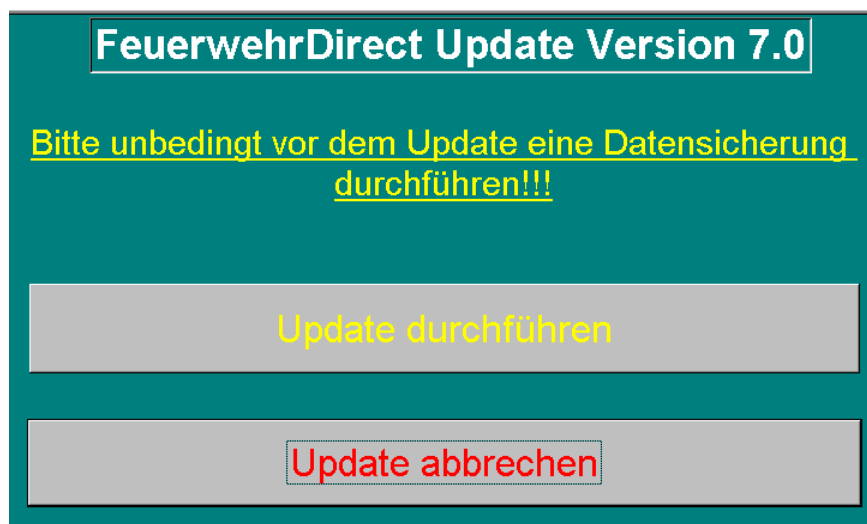 FeuerwehrDirect Update Version 7.0
Bitte unbedingt vor dem Update eine Datensicherung
durchführen!!!
Update durchführen
Update abbrechen